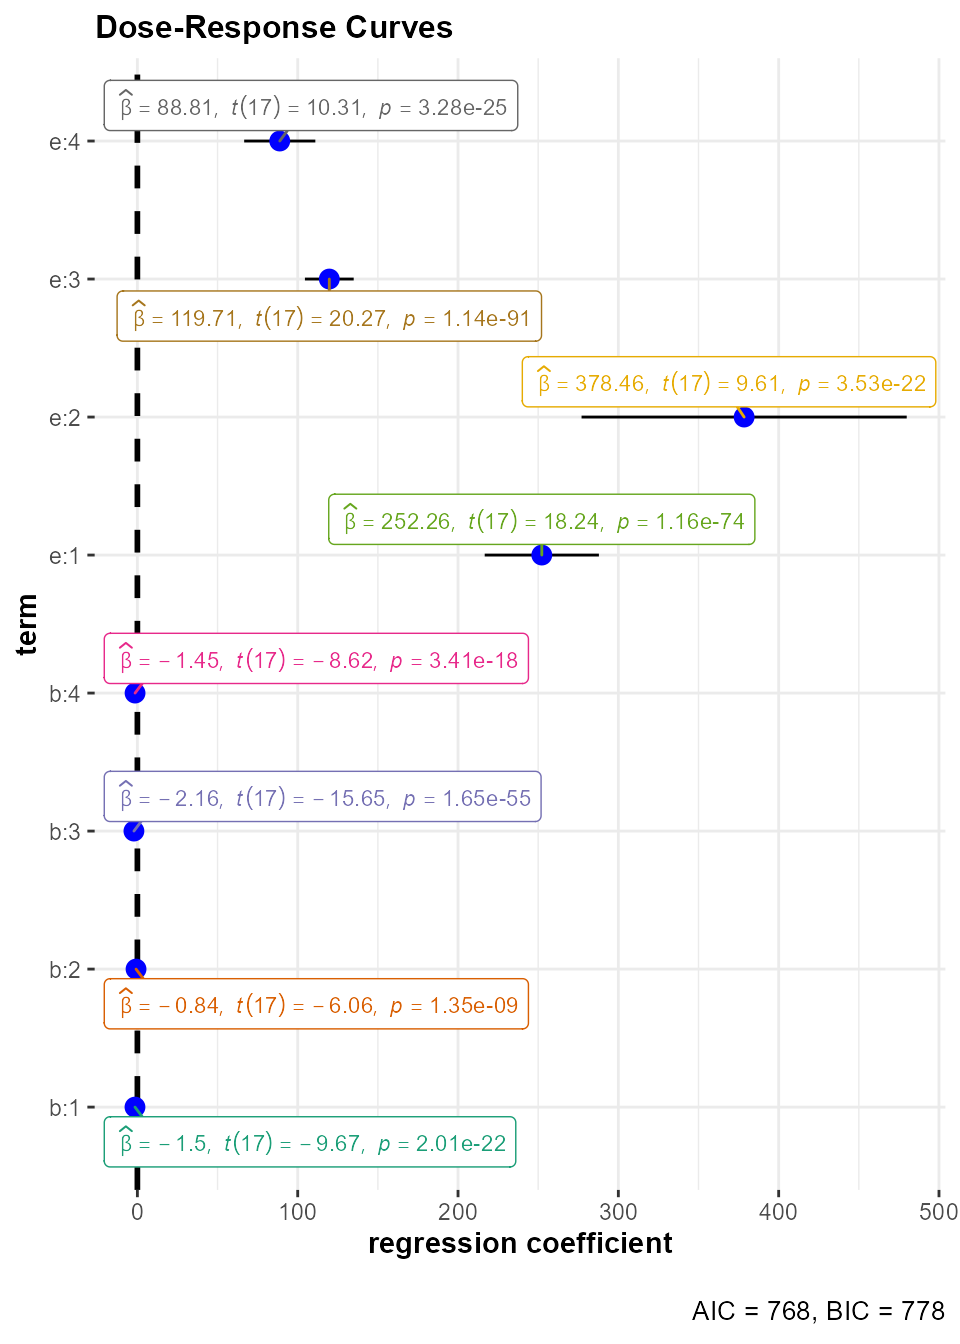 Dose-Response Curves
β̂ = 88.81, t(17) = 10.31, p = 3.28e-25
e:4
e:3
β̂ = 119.71, t(17) = 20.27, p = 1.14e-91
β̂ = 378.46, t(17) = 9.61, p = 3.53e-22
e:2
β̂ = 252.26, t(17) = 18.24, p = 1.16e-74
e:1
term
β̂ = −1.45, t(17) = −8.62, p = 3.41e-18
b:4
β̂ = −2.16, t(17) = −15.65, p = 1.65e-55
b:3
b:2
β̂ = −0.84, t(17) = −6.06, p = 1.35e-09
b:1
β̂ = −1.5, t(17) = −9.67, p = 2.01e-22
0 100 200 300 400 500
regression coefficient
AIC = 768, BIC = 778